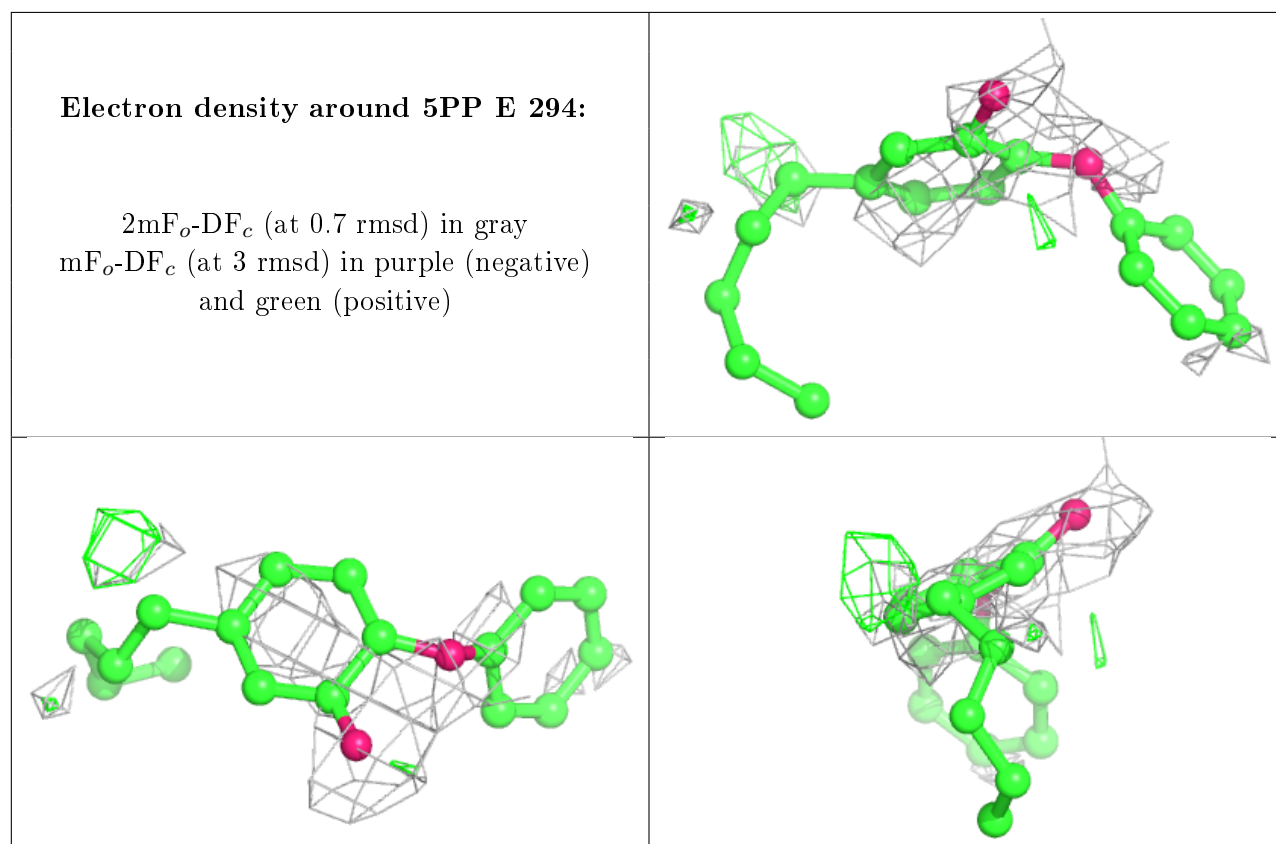 Electron density around 5PP E 294:
2mFₒ-DF𝑐 (at 0.7 rmsd) in gray
mFₒ-DF𝑐 (at 3 rmsd) in purple (negative)
and green (positive)